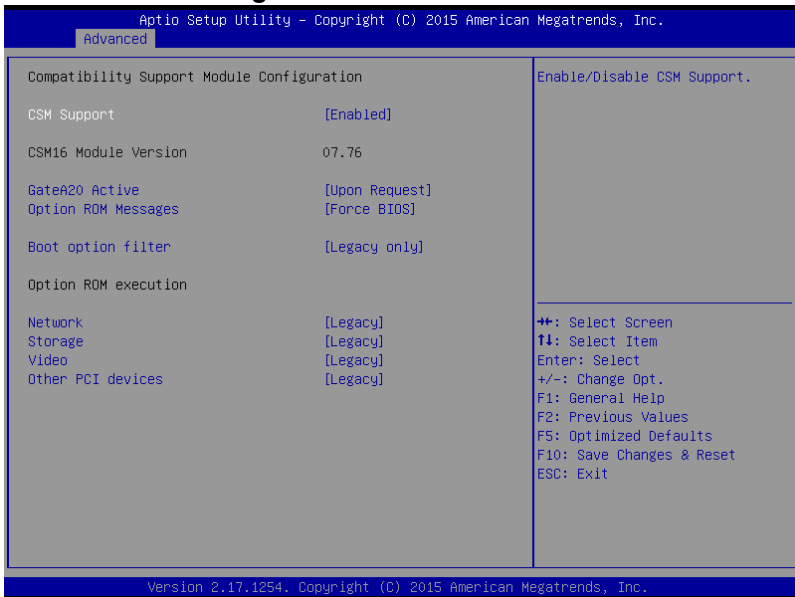 Aptio Setup Utility – Copyright (C) 2015 American Megatrends, Inc.
Advanced
Compatibility Support Module Configuration
Enable/Disable CSM Support.
CSM Support [Enabled]
CSM16 Module Version 07.76
GateA20 Active [Upon Request]
Option ROM Messages [Force BIOS]
Boot option filter [Legacy only]
Option ROM execution
Network [Legacy]
Storage [Legacy]
Video [Legacy]
Other PCI devices [Legacy]
→←: Select Screen
↑↓: Select Item
Enter: Select
+/-: Change Opt.
F1: General Help
F2: Previous Values
F5: Optimized Defaults
F10: Save Changes & Reset
ESC: Exit
Version 2.17.1254. Copyright (C) 2015 American Megatrends, Inc.